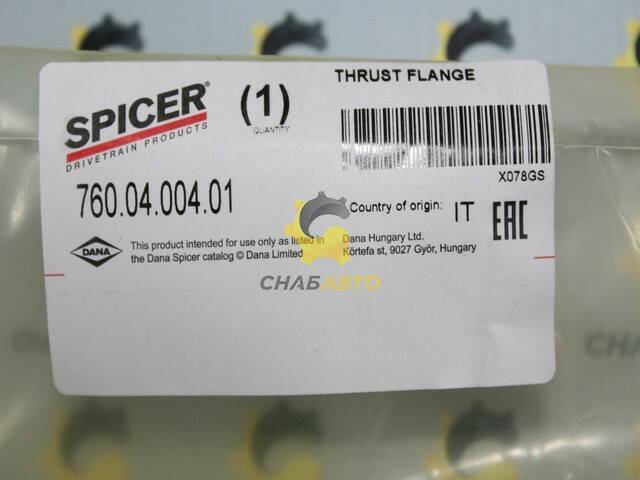 SPICER®
DRIVETRAIN PRODUCTS
(1)
QUANTITY
THRUST FLANGE
X078GS
760.04.004.01
Country of origin: IT
EAC
DANA
This product intended for use only as listed in
the Dana Spicer catalog © Dana Limited
Dana Hungary Ltd.
Körtefa st, 9027 Győr, Hungary
СНАБАВТО
СНАБ